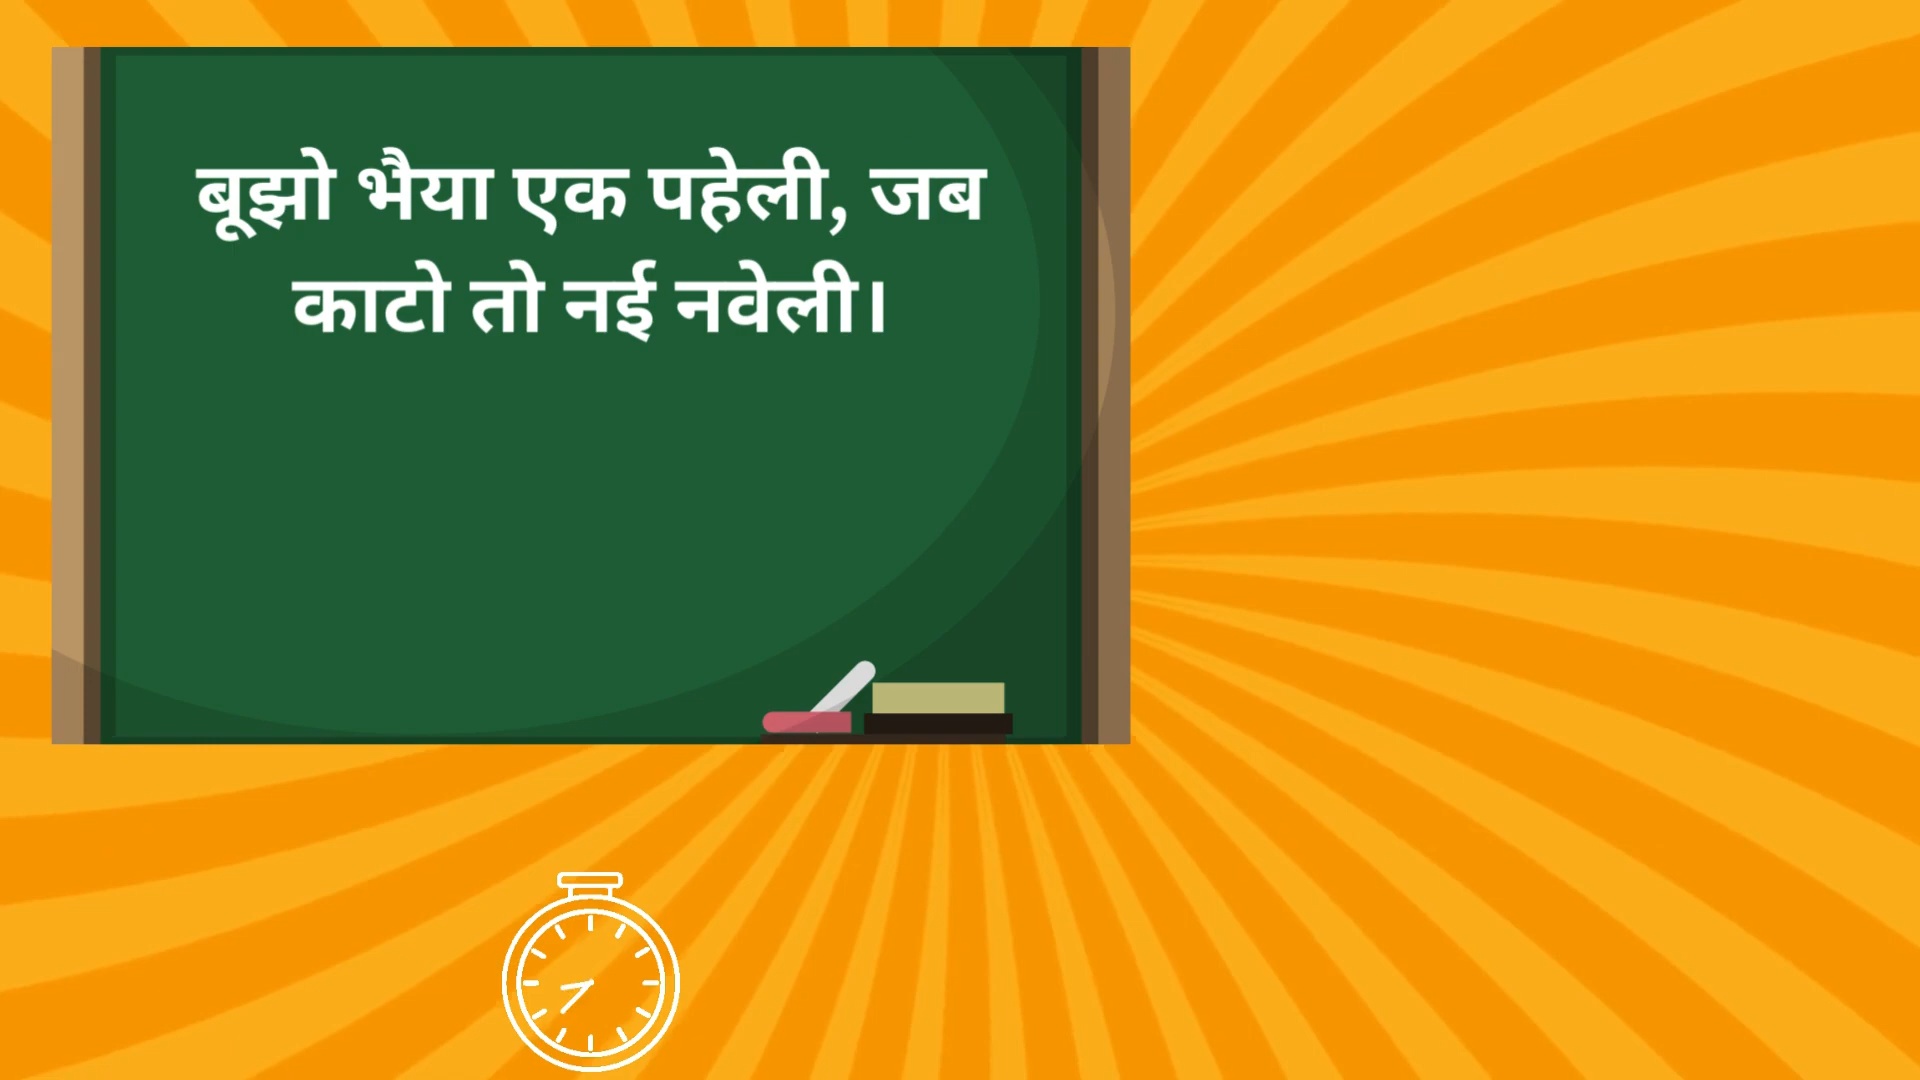 बूझो भैया एक पहेली, जब
काटो तो नई नवेली।